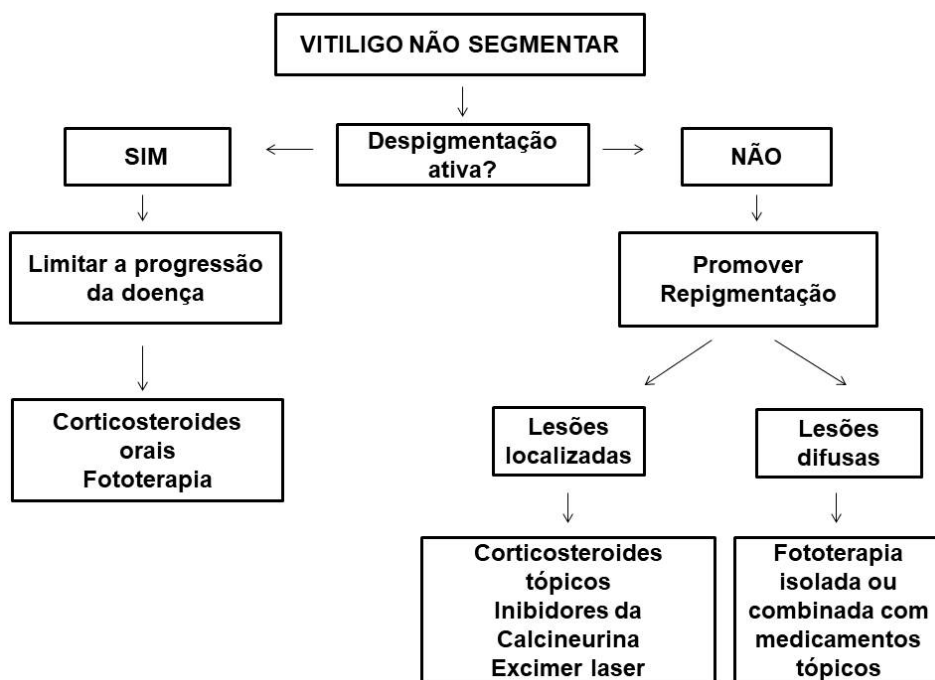 VITILIGO NÃO SEGMENTAR
SIM
Despigmentação
ativa?
NÃO
Limitar a progressão
da doença
Promover
Repigmentação
Corticosteroides
orais
Fototerapia
Lesões
localizadas
Lesões
difusas
Corticosteroides
tópicos
Inibidores da
Calcineurina
Excimer laser
Fototerapia
isolada ou
combinada com
medicamentos
tópicos